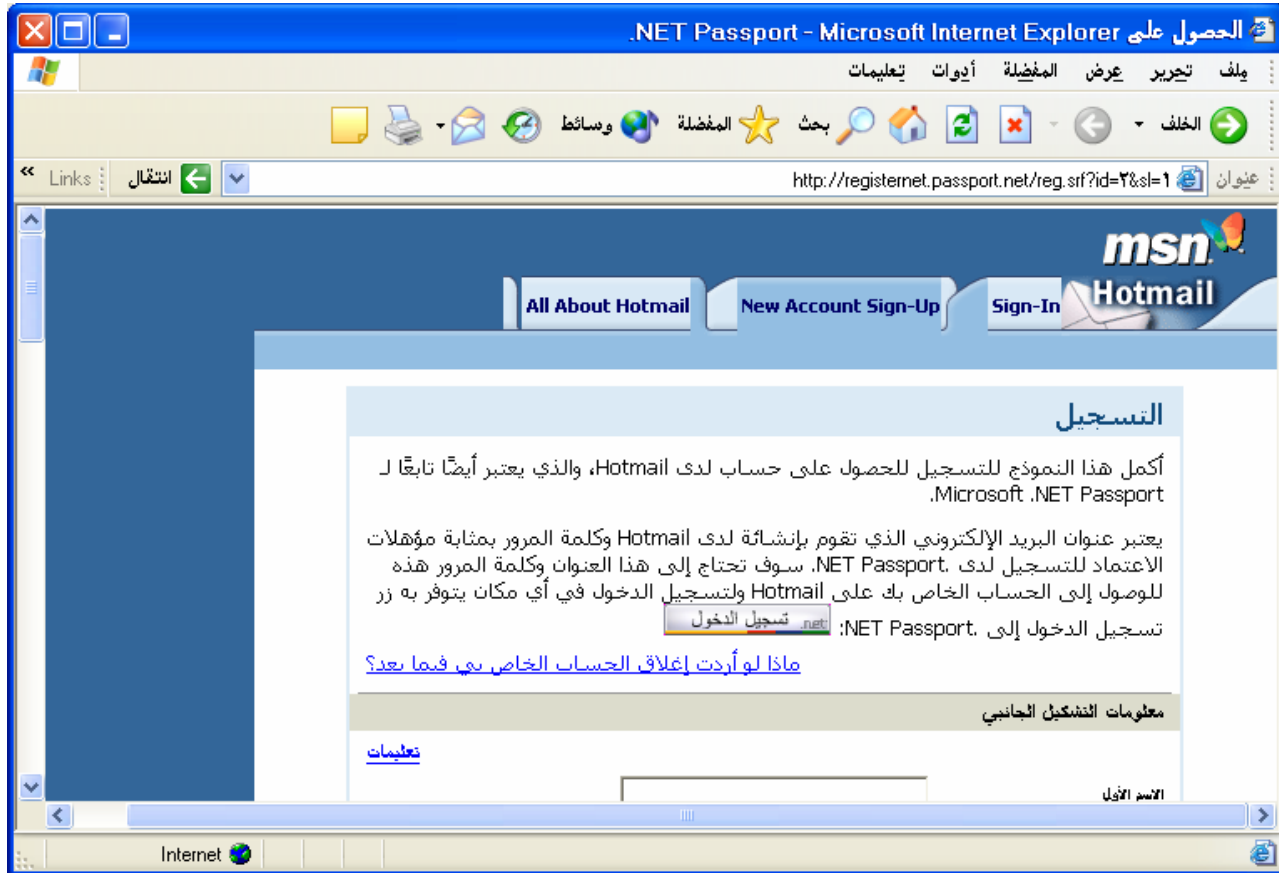 الحصول على .NET Passport - Microsoft Internet Explorer
ملف تحرير عرض المفضلة أدوات تعليمات
الخلف بحث المفضلة وسائط
عنوان http://registernet.passport.net/reg.srf?id=٢&sl=١ انتقال Links
msn
Hotmail
Sign-In New Account Sign-Up All About Hotmail
التسجيل
أكمل هذا النموذج للتسجيل للحصول على حساب لدى Hotmail، والذي يعتبر أيضًا تابعًا لـ
Microsoft .NET Passport.
يعتبر عنوان البريد الإلكتروني الذي تقوم بإنشائة لدى Hotmail وكلمة المرور بمثابة مؤهلات
الاعتماد للتسجيل لدى .NET Passport. سوف تحتاج إلى هذا العنوان وكلمة المرور هذه
للوصول إلى الحساب الخاص بك على Hotmail ولتسجيل الدخول في أي مكان يتوفر به زر
تسجيل الدخول إلى .NET Passport: .net تسجيل الدخول
ماذا لو أردت إغلاق الحساب الخاص بي فيما بعد؟
معلومات التشكيل الجانبي
تعليمات
الاسم الأول
Internet